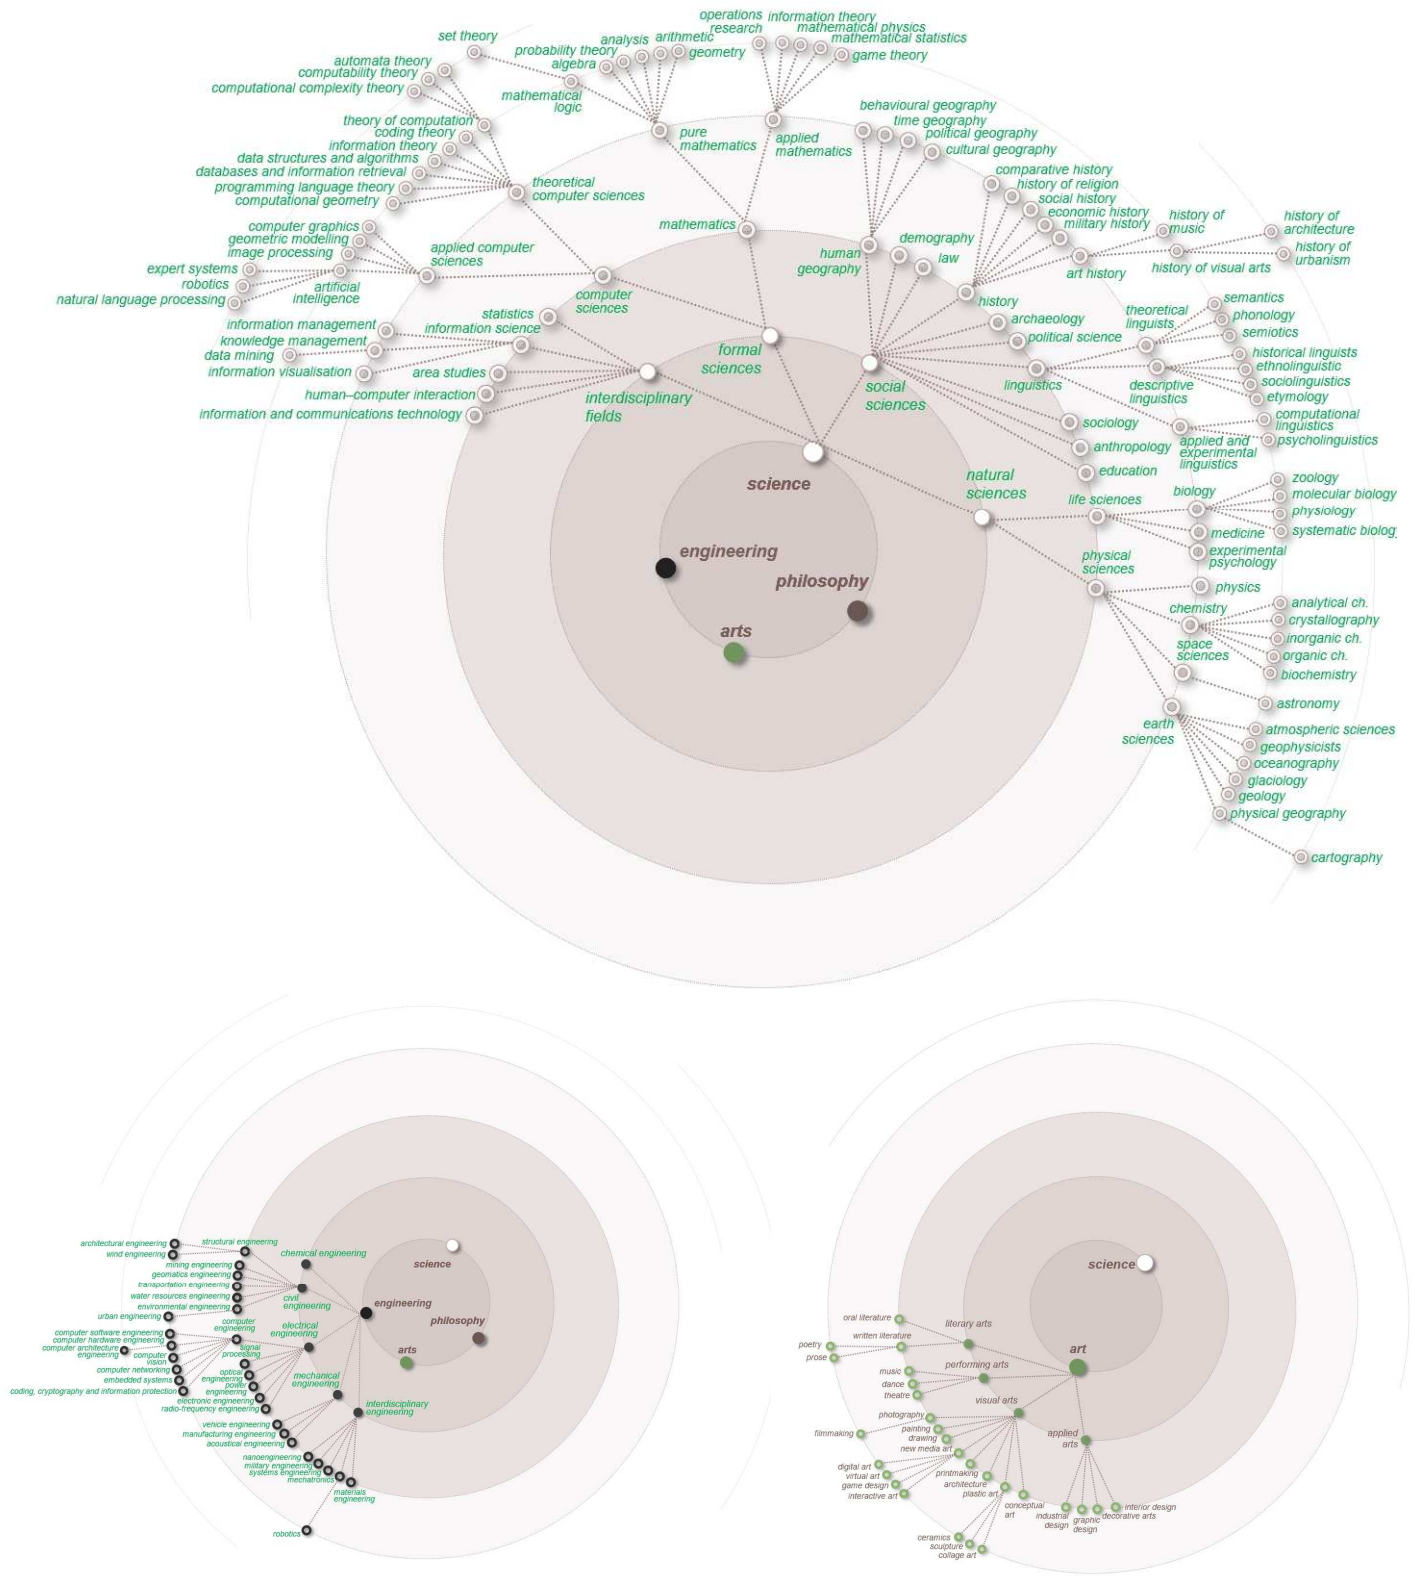 set theory
automata theory
computability theory
computational complexity theory
probability theory
algebra
analysis
arithmetic
geometry
mathematical
logic
operations
research
information theory
mathematical physics
mathematical statistics
game theory
theory of computation
coding theory
information theory
data structures and algorithms
databases and information retrieval
programming language theory
computational geometry
theoretical
computer sciences
pure
mathematics
applied
mathematics
behavioural geography
time geography
political geography
cultural geography
comparative history
history of religion
social history
economic history
military history
history of
music
history of
architecture
history of
urbanism
history of visual arts
art history
computer graphics
geometric modelling
image processing
expert systems
robotics
natural language processing
artificial
intelligence
applied computer
sciences
mathematics
human
geography
demography
law
history
computer
sciences
statistics
information science
information management
knowledge management
data mining
information visualisation
area studies
human–computer interaction
information and communications technology
interdisciplinary
fields
formal
sciences
social
sciences
archaeology
political science
linguists
theoretical
linguists
semantics
phonology
semiotics
historical linguists
ethnolinguistic
sociolinguistics
etymology
descriptive
linguistics
computational
linguistics
psycholinguistics
applied and
experimental
linguistics
sociology
anthropology
education
natural
sciences
life sciences
biology
zoology
molecular biology
physiology
systematic biolog
medicine
experimental
psychology
physical
sciences
physics
chemistry
analytical ch.
crystallography
inorganic ch.
organic ch.
biochemistry
space
sciences
astronomy
earth
sciences
atmospheric sciences
geophysicists
oceanography
glaciology
geology
physical geography
cartography
science
engineering
philosophy
arts
architectural engineering
wind engineering
structural engineering
mining engineering
geomatics engineering
transportation engineering
water resources engineering
environmental engineering
urban engineering
chemical engineering
civil
engineering
computer
engineering
electrical
engineering
computer software engineering
computer hardware engineering
computer architecture
engineering
computer
vision
computer networking
embedded systems
coding, cryptography and information protection
signal
processing
optical
engineering
power
engineering
electronic engineering
radio-frequency engineering
mechanical
engineering
interdisciplinary
engineering
vehicle engineering
manufacturing engineering
acoustical engineering
nanoengineering
military engineering
systems engineering
mechatronics
materials
engineering
robotics
science
engineering
philosophy
arts
science
art
oral literature
literary arts
written literature
poetry
prose
performing arts
music
dance
theatre
visual arts
photography
filmmaking
painting
drawing
new media art
digital art
virtual art
game design
interactive art
printmaking
architecture
plastic art
conceptual
art
ceramics
sculpture
collage art
applied
arts
industrial
design
graphic
design
decorative arts
interior design